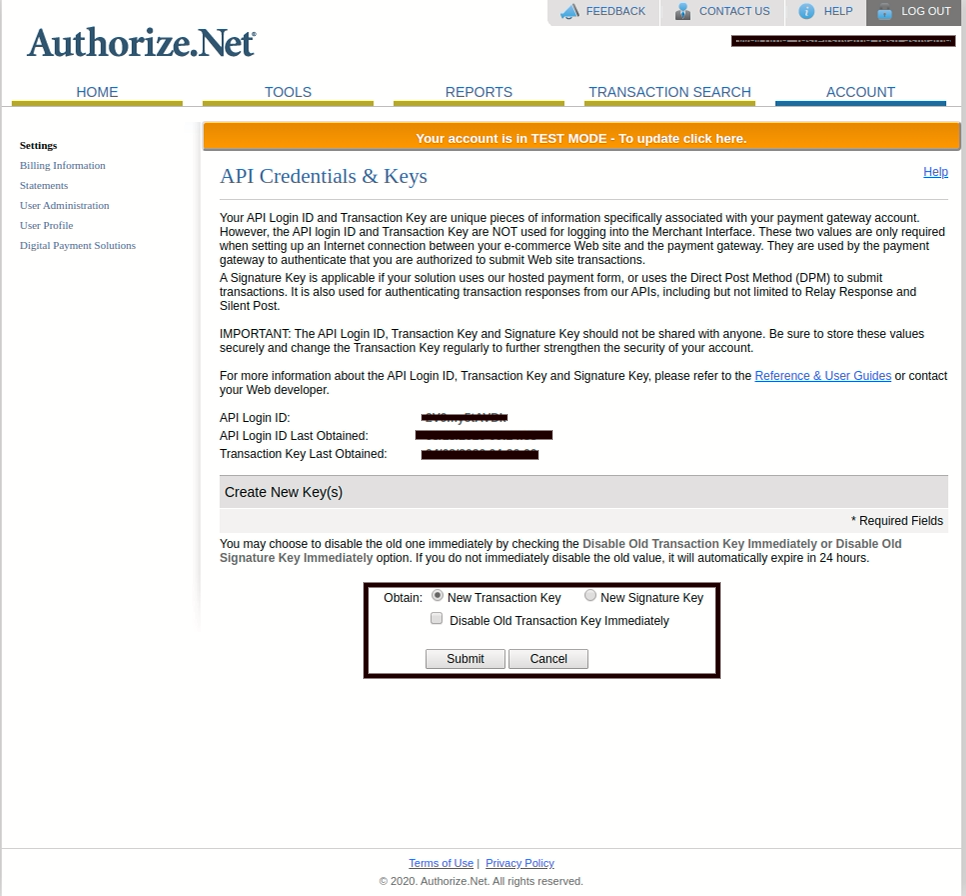 FEEDBACK
CONTACT US
HELP
LOG OUT
Authorize.Net®
HOME
TOOLS
REPORTS
TRANSACTION SEARCH
ACCOUNT
Settings
Billing Information
Statements
User Administration
User Profile
Digital Payment Solutions
Your account is in TEST MODE - To update click here.
API Credentials & Keys
Help
Your API Login ID and Transaction Key are unique pieces of information specifically associated with your payment gateway account.
However, the API login ID and Transaction Key are NOT used for logging into the Merchant Interface. These two values are only required
when setting up an Internet connection between your e-commerce Web site and the payment gateway. They are used by the payment
gateway to authenticate that you are authorized to submit Web site transactions.
A Signature Key is applicable if your solution uses our hosted payment form, or uses the Direct Post Method (DPM) to submit
transactions. It is also used for authenticating transaction responses from our APIs, including but not limited to Relay Response and
Silent Post.
IMPORTANT: The API Login ID, Transaction Key and Signature Key should not be shared with anyone. Be sure to store these values
securely and change the Transaction Key regularly to further strengthen the security of your account.
For more information about the API Login ID, Transaction Key and Signature Key, please refer to the Reference & User Guides or contact
your Web developer.
API Login ID:
API Login ID Last Obtained:
Transaction Key Last Obtained:
Create New Key(s)
* Required Fields
You may choose to disable the old one immediately by checking the Disable Old Transaction Key Immediately or Disable Old
Signature Key Immediately option. If you do not immediately disable the old value, it will automatically expire in 24 hours.
Obtain: New Transaction Key New Signature Key
Disable Old Transaction Key Immediately
Submit Cancel
Terms of Use | Privacy Policy
© 2020. Authorize.Net. All rights reserved.